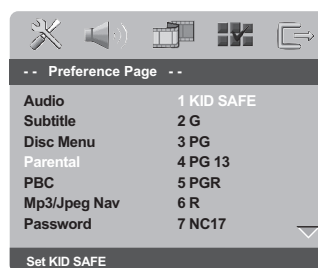 - - Preference Page - -
Audio 1 KID SAFE
Subtitle 2 G
Disc Menu 3 PG
Parental 4 PG 13
PBC 5 PGR
Mp3/Jpeg Nav 6 R
Password 7 NC17
Set KID SAFE